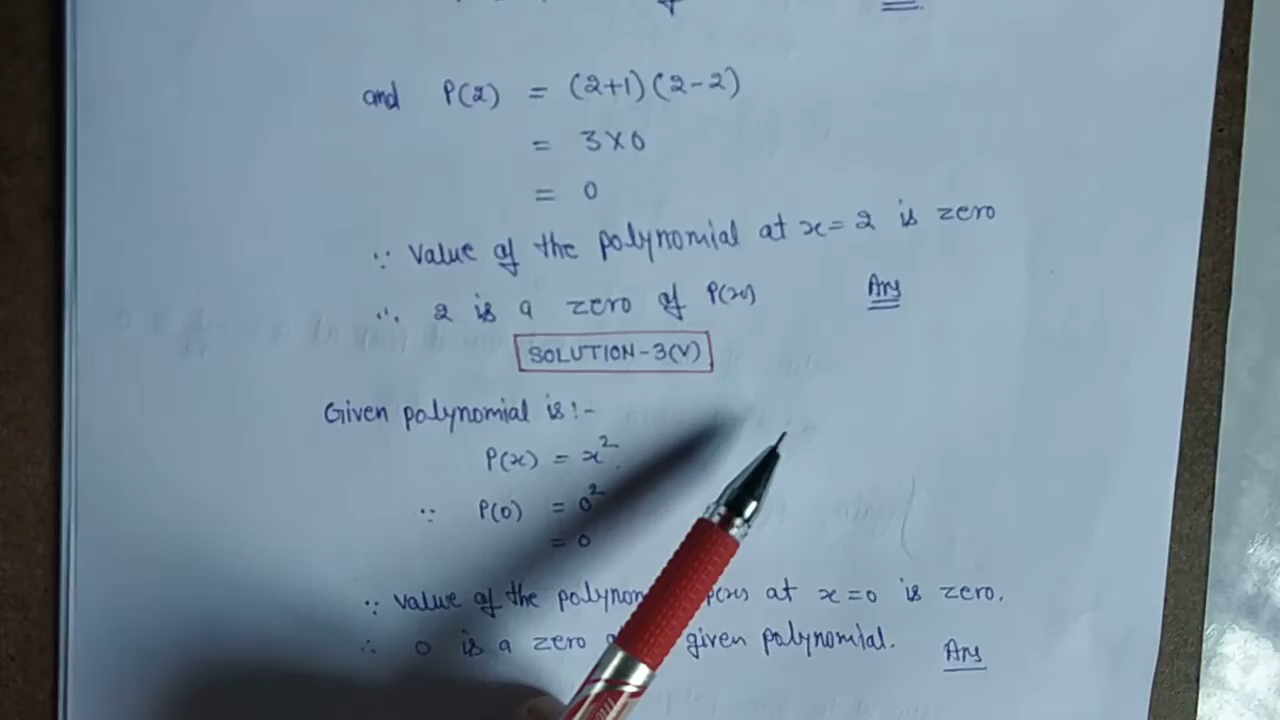 and P(2) = (2+1)(2-2)
= 3×0
= 0
∵ Value of the polynomial at x=2 is zero
∴ 2 is a zero of P(x) Ans
SOLUTION-3(V)
Given polynomial is:-
P(x) = x²
∵ P(0) = 0²
= 0
∵ Value of the P(x) at x=0 is zero.
∴ 0 is a zero given polynomial. Ans